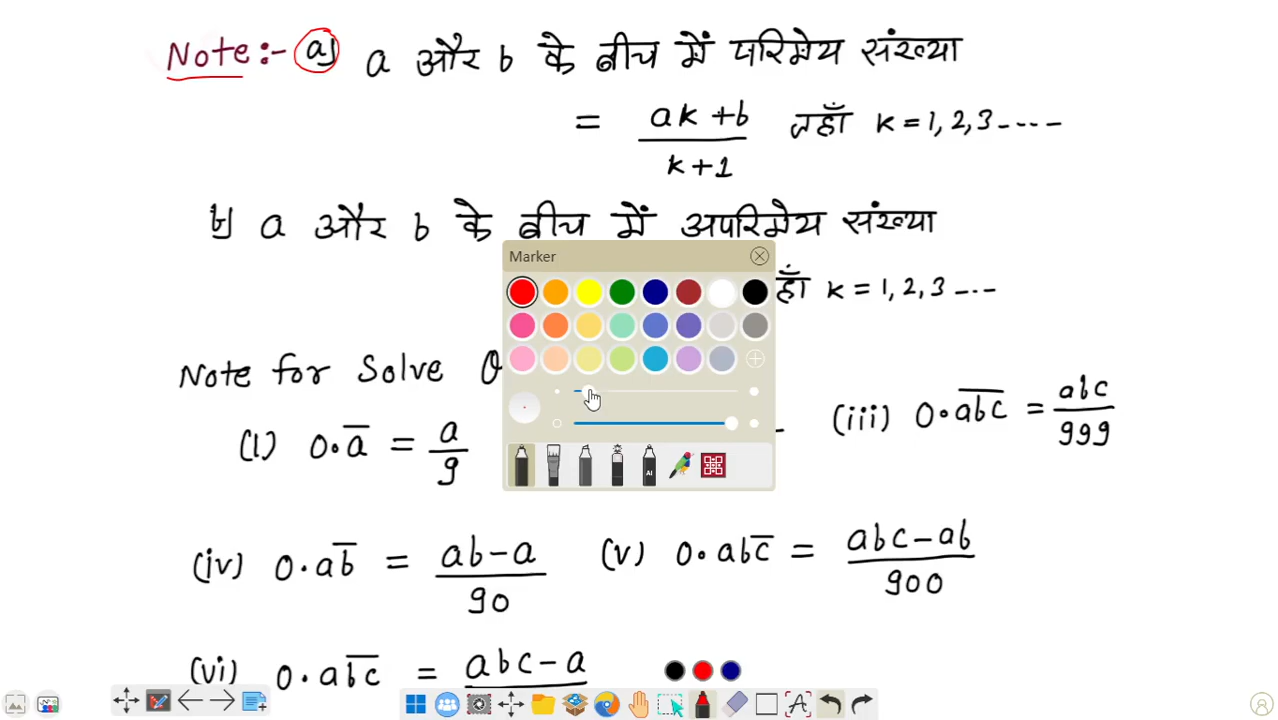 Note:- a) a और b के बीच में परिमेय संख्या
= ak+b/k+1 जहाँ k = 1, 2, 3 ----
b) a और b के बीच में अपरिमेय संख्या
Marker
हाँ k = 1, 2, 3 ----
Note for Solve
(i) 0.a̅ = a/9
(iii) 0.a̅b̅c̅ = abc/999
AI
(iv) 0.ab̅ = ab-a/90 (v) 0.abc̅ = abc-ab/900
(vi) 0.ab̅c̅ = abc-a